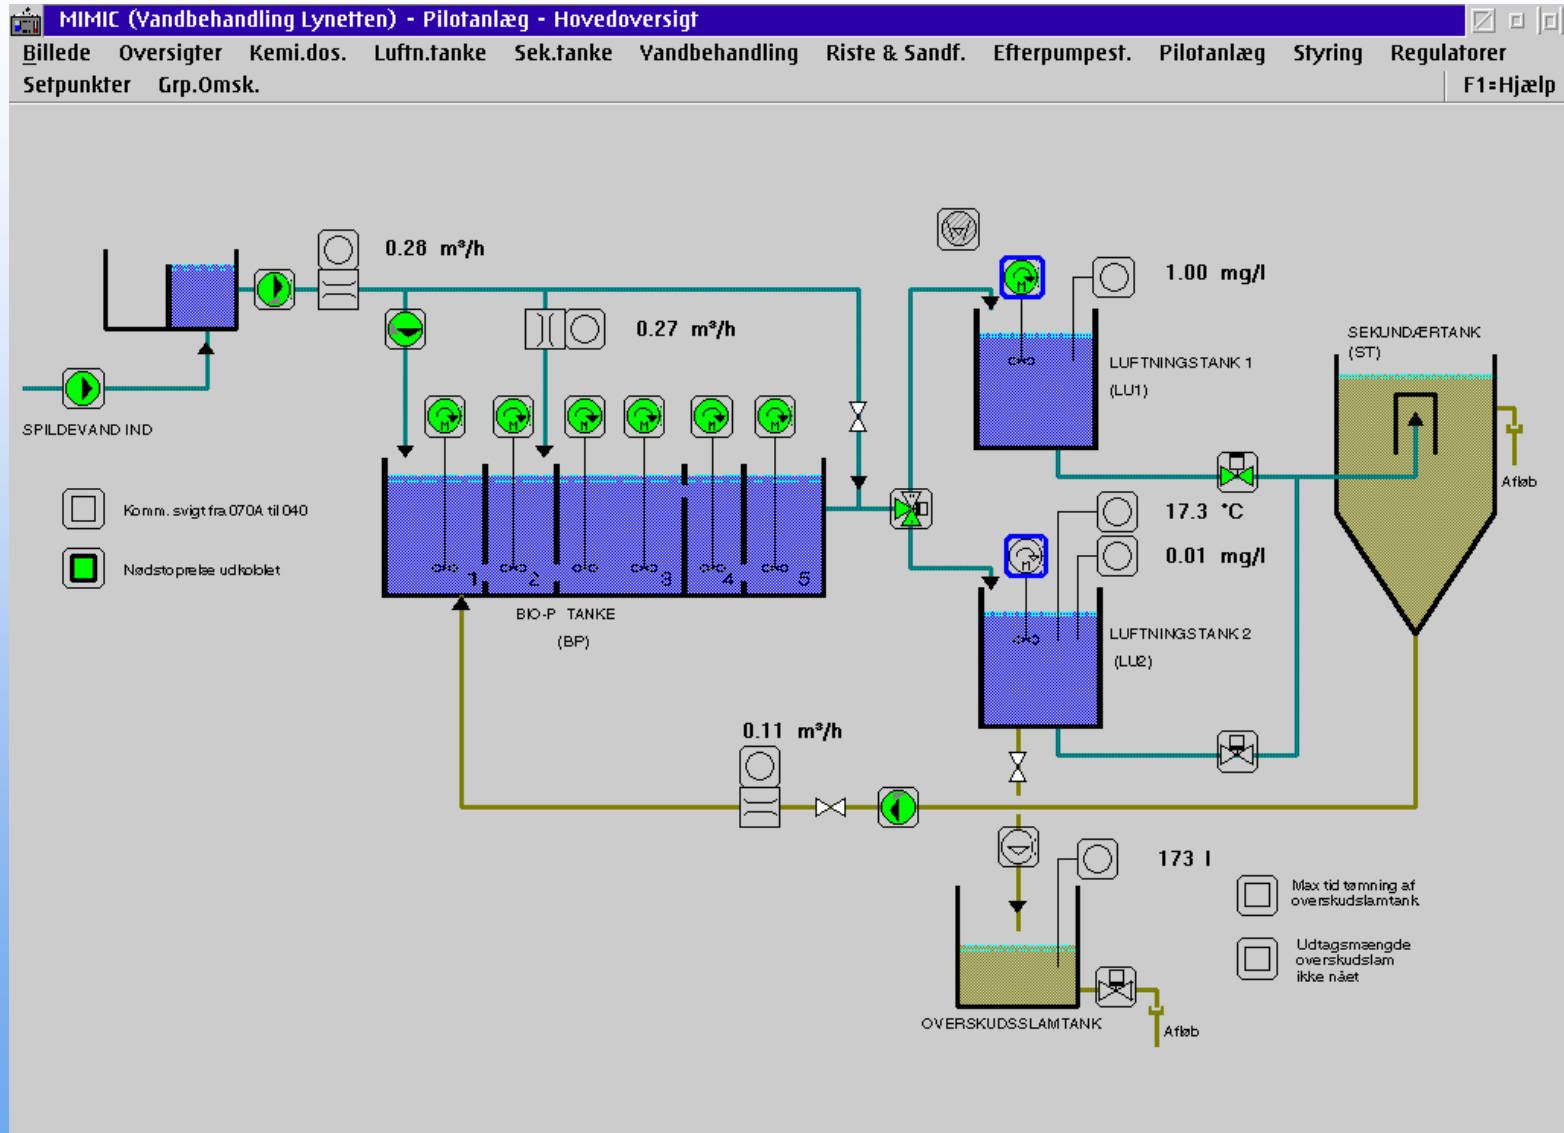 MIMIC (Vandbehandling Lynetten) - Pilotanlæg - Hovedoversigt
Billede Oversigter Kemi.dos. Luftn.tanke Sek.tanke Vandbehandling Riste & Sandf. Efterpumpest. Pilotanlæg Styring Regulatorer
Setpunkter Grp.Omsk. F1=Hjælp
0.28 m³/h
1.00 mg/l
0.27 m³/h
SEKUNDÆRTANK
(ST)
LUFTNINGSTANK 1
(LU1)
SPILDEVAND IND
M
M
M
M
M
M
M
Afløb
Komm. svigt fra 070A til 040
17.3 °C
0.01 mg/l
Nødstoprelæ udkoblet
M
1 2 3 4 5
BIO-P TANKE
(BP)
LUFTNINGSTANK 2
(LU2)
0.11 m³/h
173 l
Max tid tømning af
overskudslamtank
Udtagsmængde
overskudslam
ikke nået
OVERSKUDSSLAMTANK
Afløb